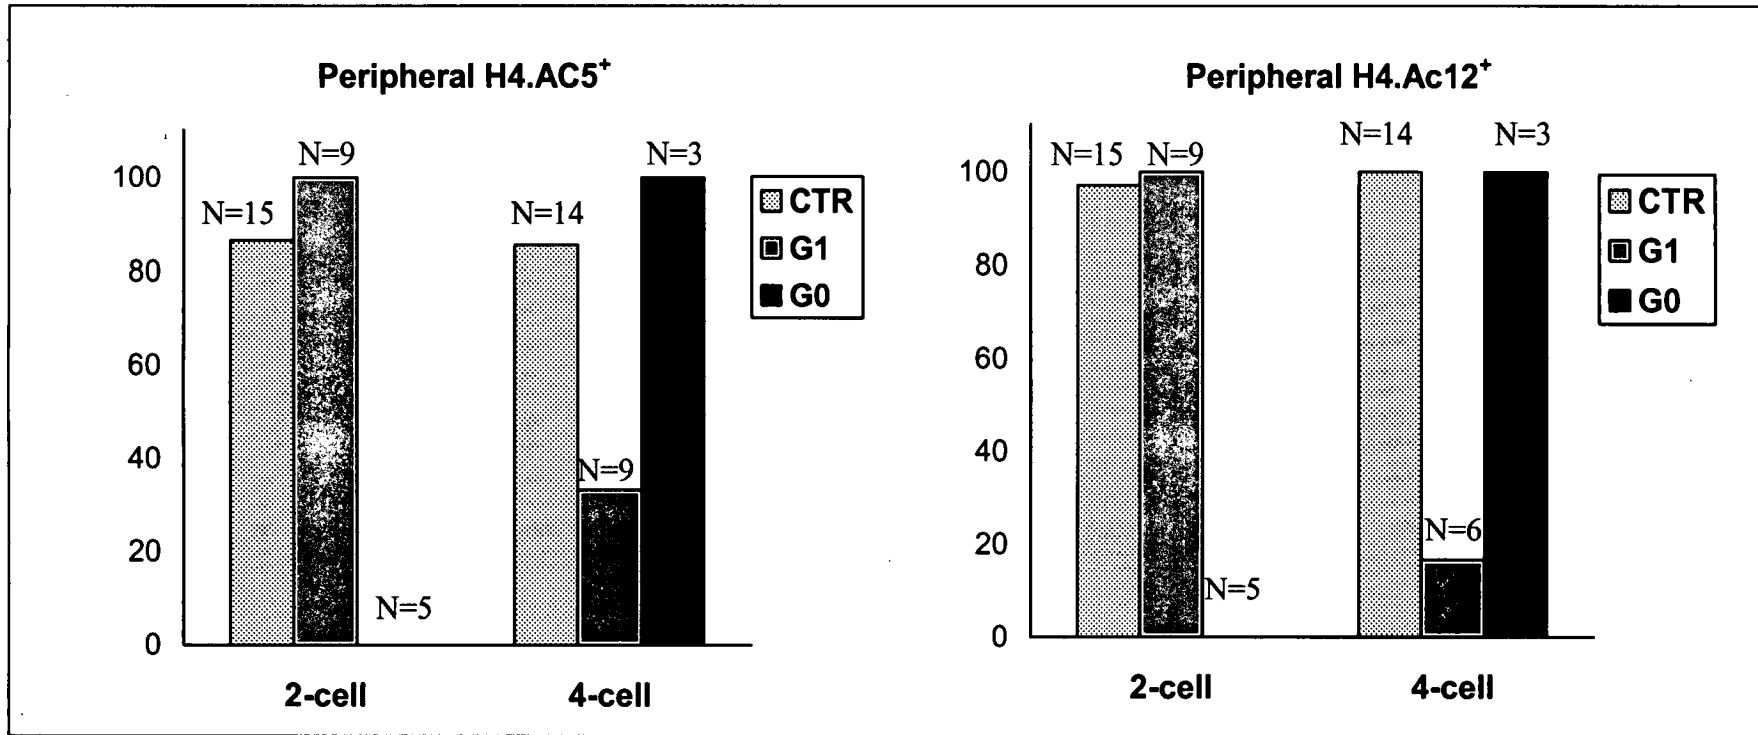 Peripheral H4.AC5⁺
N=9
N=3
100
N=15
N=14
CTR
G1
G0
80
60
40
N=9
20
N=5
0
2-cell
4-cell
Peripheral H4.Ac12⁺
N=14
N=3
N=15
N=9
100
CTR
G1
G0
80
60
40
20
N=6
N=5
0
2-cell
4-cell